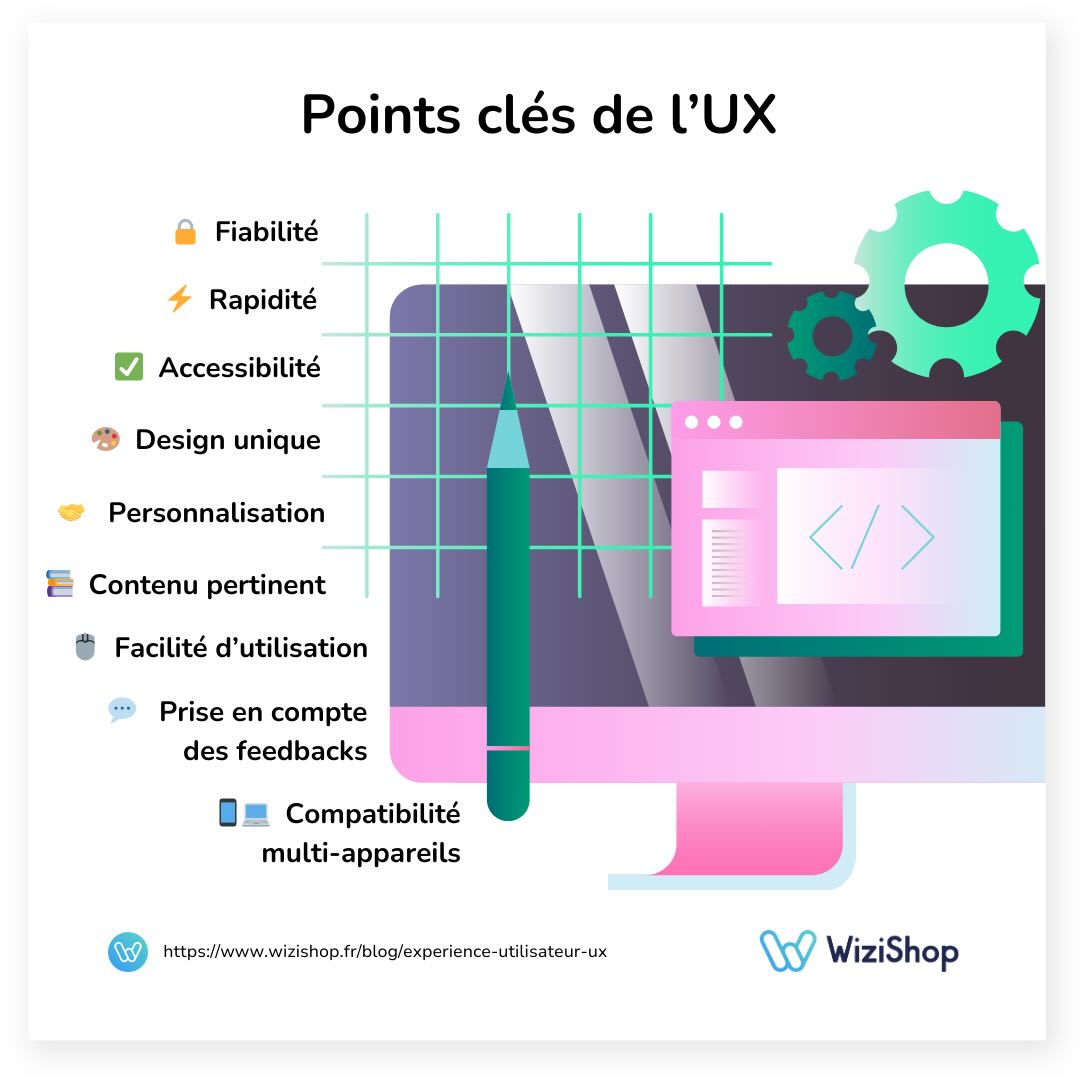 Points clés de l’UX
Fiabilité
Rapidité
Accessibilité
Design unique
Personnalisation
Contenu pertinent
Facilité d’utilisation
Prise en compte
des feedbacks
Compatibilité
multi-appareils
https://www.wizishop.fr/blog/experience-utilisateur-ux
WiziShop